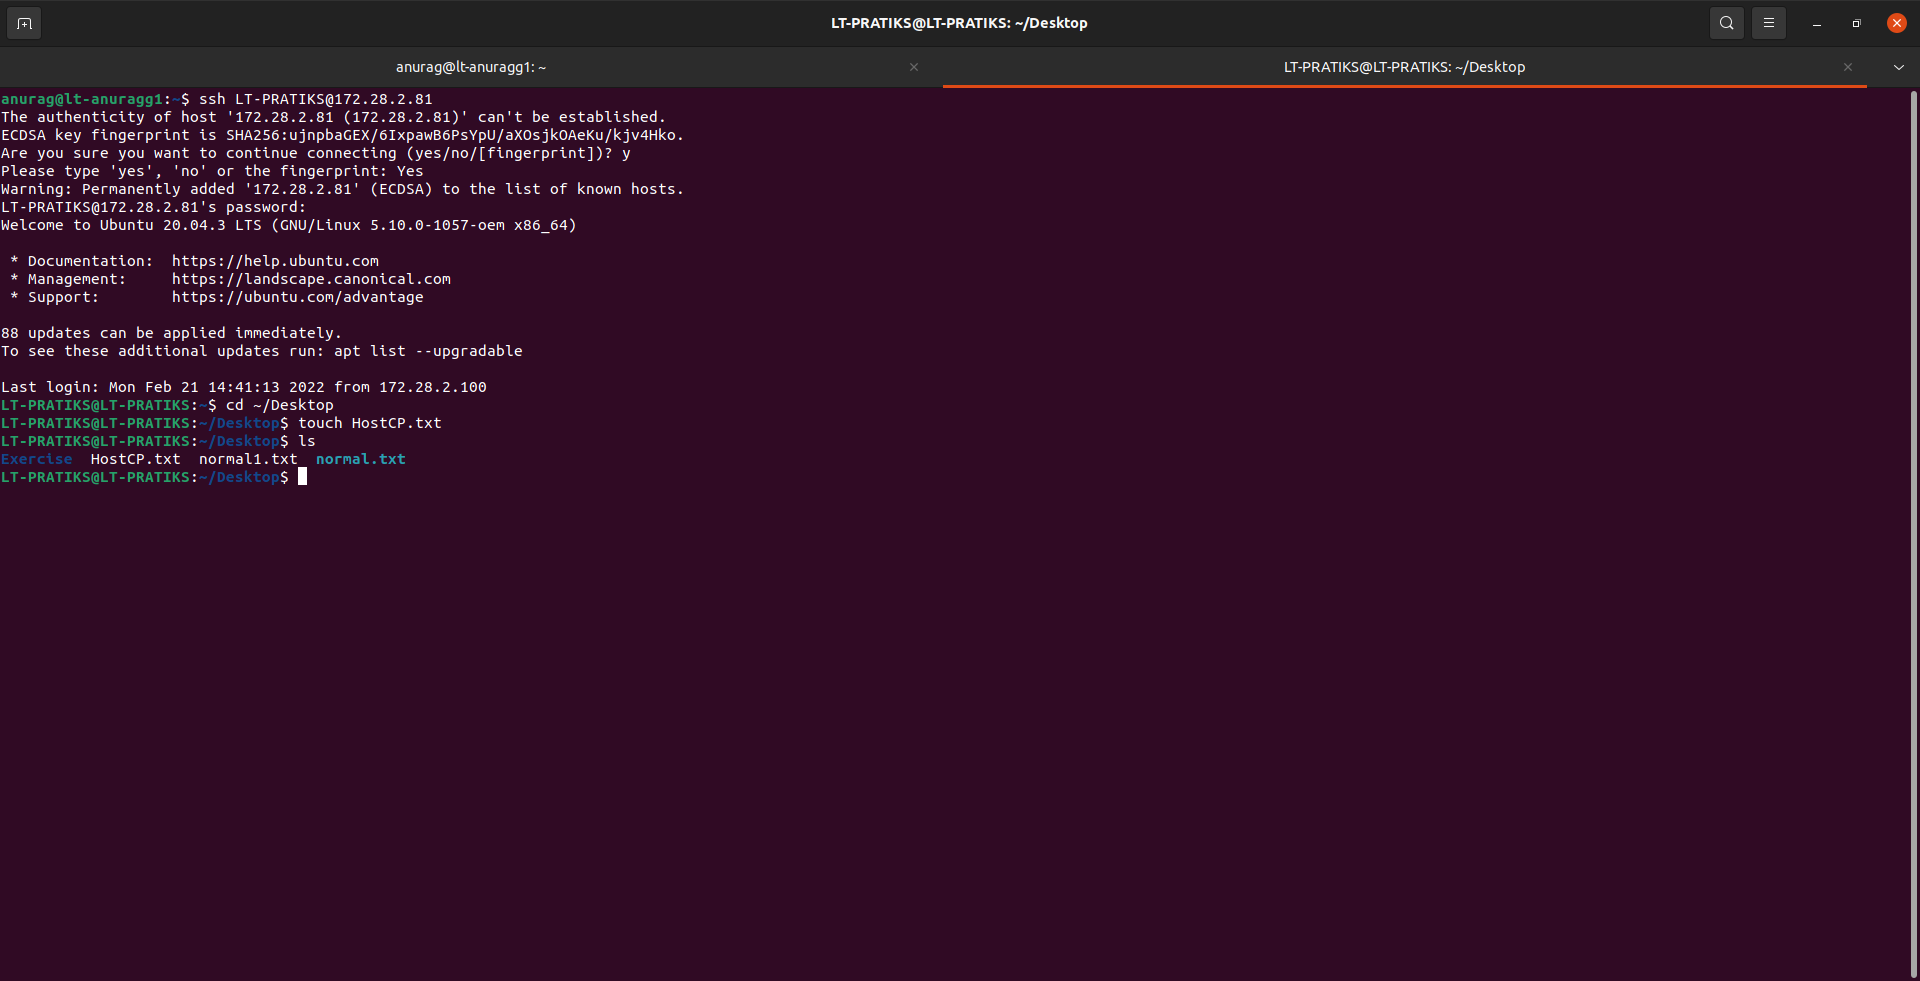 LT-PRATIKS@LT-PRATIKS: ~/Desktop
anurag@lt-anuragg1: ~
LT-PRATIKS@LT-PRATIKS: ~/Desktop
anurag@lt-anuragg1:~$ ssh LT-PRATIKS@172.28.2.81
The authenticity of host '172.28.2.81 (172.28.2.81)' can't be established.
ECDSA key fingerprint is SHA256:ujnpbaGEX/6IxpawB6PsYpU/aXOsjkOAeKu/kjv4Hko.
Are you sure you want to continue connecting (yes/no/[fingerprint])? y
Please type 'yes', 'no' or the fingerprint: Yes
Warning: Permanently added '172.28.2.81' (ECDSA) to the list of known hosts.
LT-PRATIKS@172.28.2.81's password:
Welcome to Ubuntu 20.04.3 LTS (GNU/Linux 5.10.0-1057-oem x86_64)
* Documentation:  https://help.ubuntu.com
* Management:     https://landscape.canonical.com
* Support:        https://ubuntu.com/advantage
88 updates can be applied immediately.
To see these additional updates run: apt list --upgradable
Last login: Mon Feb 21 14:41:13 2022 from 172.28.2.100
LT-PRATIKS@LT-PRATIKS:~$ cd ~/Desktop
LT-PRATIKS@LT-PRATIKS:~/Desktop$ touch HostCP.txt
LT-PRATIKS@LT-PRATIKS:~/Desktop$ ls
Exercise  HostCP.txt  normal1.txt  normal.txt
LT-PRATIKS@LT-PRATIKS:~/Desktop$